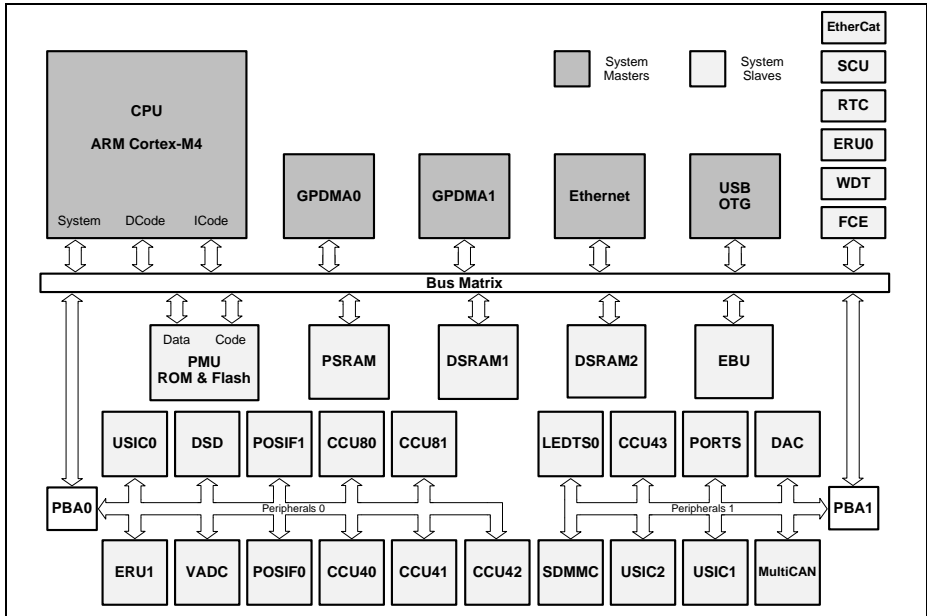 EtherCat
System
Masters
System
Slaves
SCU
CPU
ARM Cortex-M4
RTC
ERU0
GPDMA0
GPDMA1
Ethernet
USB
OTG
WDT
System
DCode
ICode
FCE
Bus Matrix
Data
Code
PMU
ROM & Flash
PSRAM
DSRAM1
DSRAM2
EBU
USIC0
DSD
POSIF1
CCU80
CCU81
LEDTS0
CCU43
PORTS
DAC
PBA0
Peripherals 0
Peripherals 1
PBA1
ERU1
VADC
POSIF0
CCU40
CCU41
CCU42
SDMMC
USIC2
USIC1
MultiCAN